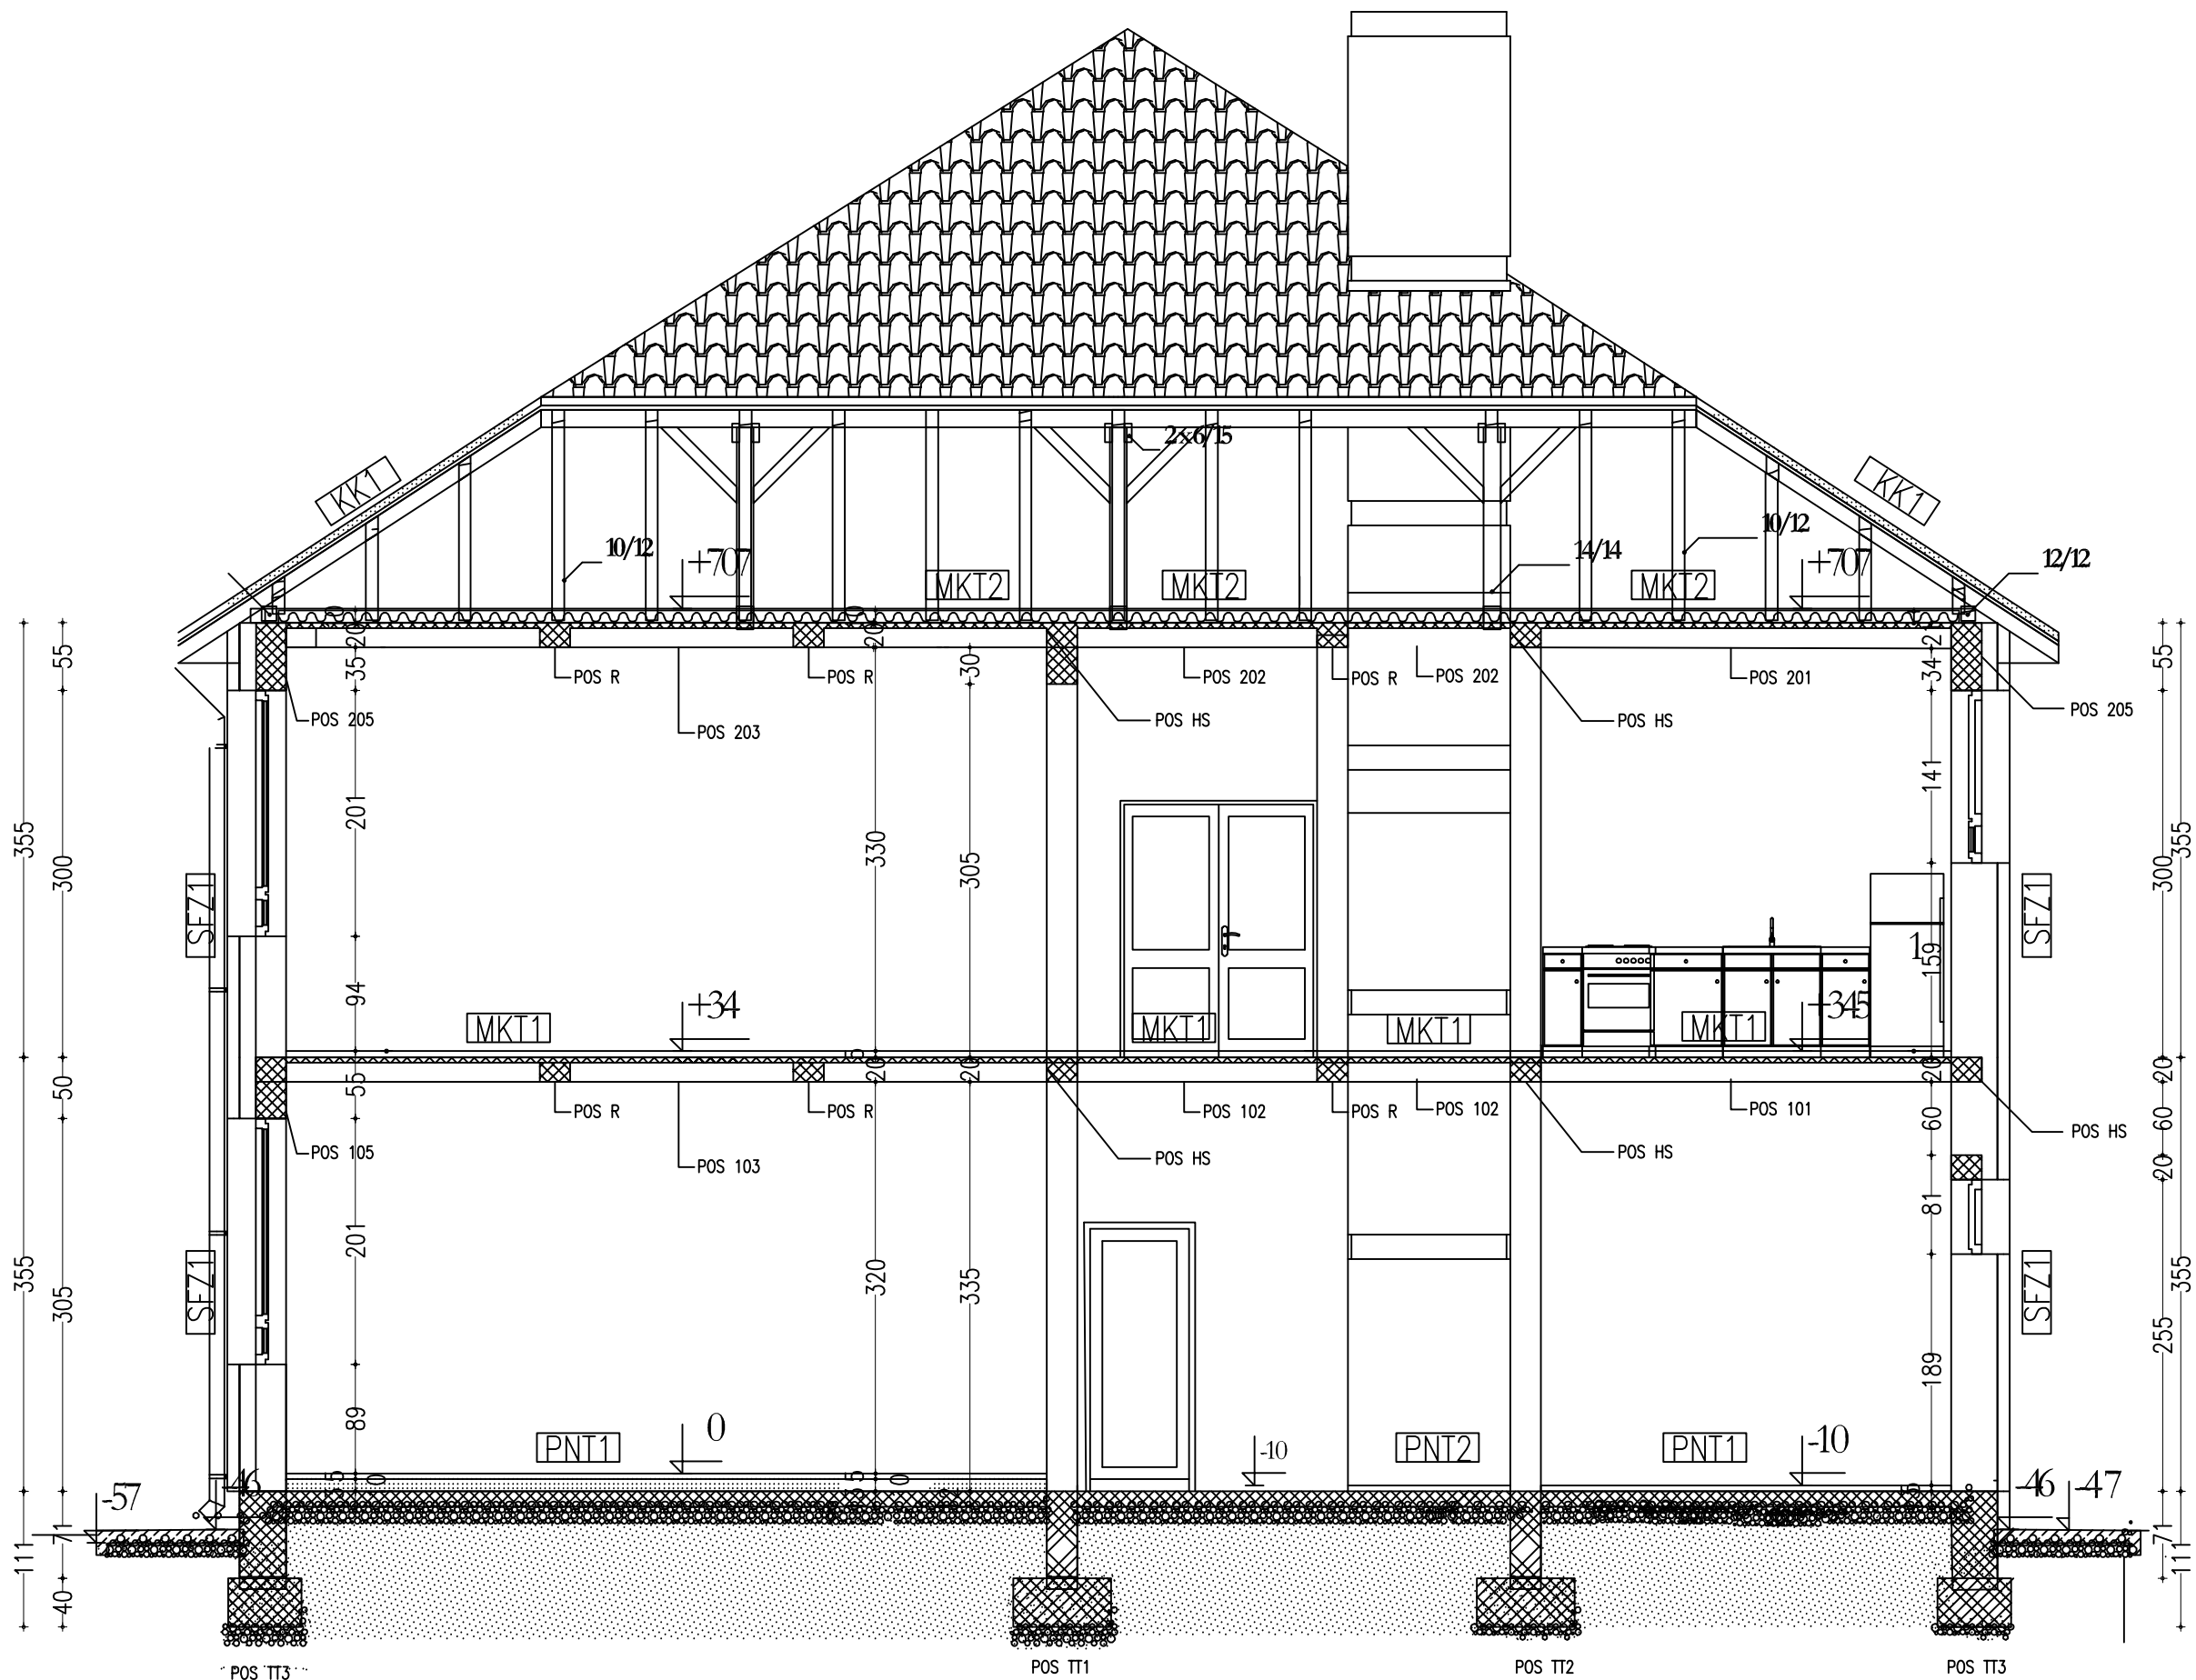 2x6/15
KK1
KK1
10/12
+707
MKT2
MKT2
14/14
MKT2
10/12
+707
12/12
55
20
35
20
30
21
34
55
POS R
POS R
POS 202
POS R
POS 202
POS 201
POS 205
POS 203
POS HS
POS HS
POS 205
355
300
201
330
305
141
300
355
SFZ1
SFZ1
94
159
MKT1
+34
MKT1
MKT1
MKT1
+345
50
55
20
20
20
20
POS R
POS R
POS 102
POS R
POS 102
POS 101
60
60
POS 105
POS 103
POS HS
POS HS
POS HS
20
355
305
201
320
335
81
255
355
SFZ1
SFZ1
89
189
PNT1
0
-10
PNT2
PNT1
-10
-57
-46
-46
-47
5
111
71
40
71
111
POS TT3
POS TT1
POS TT2
POS TT3